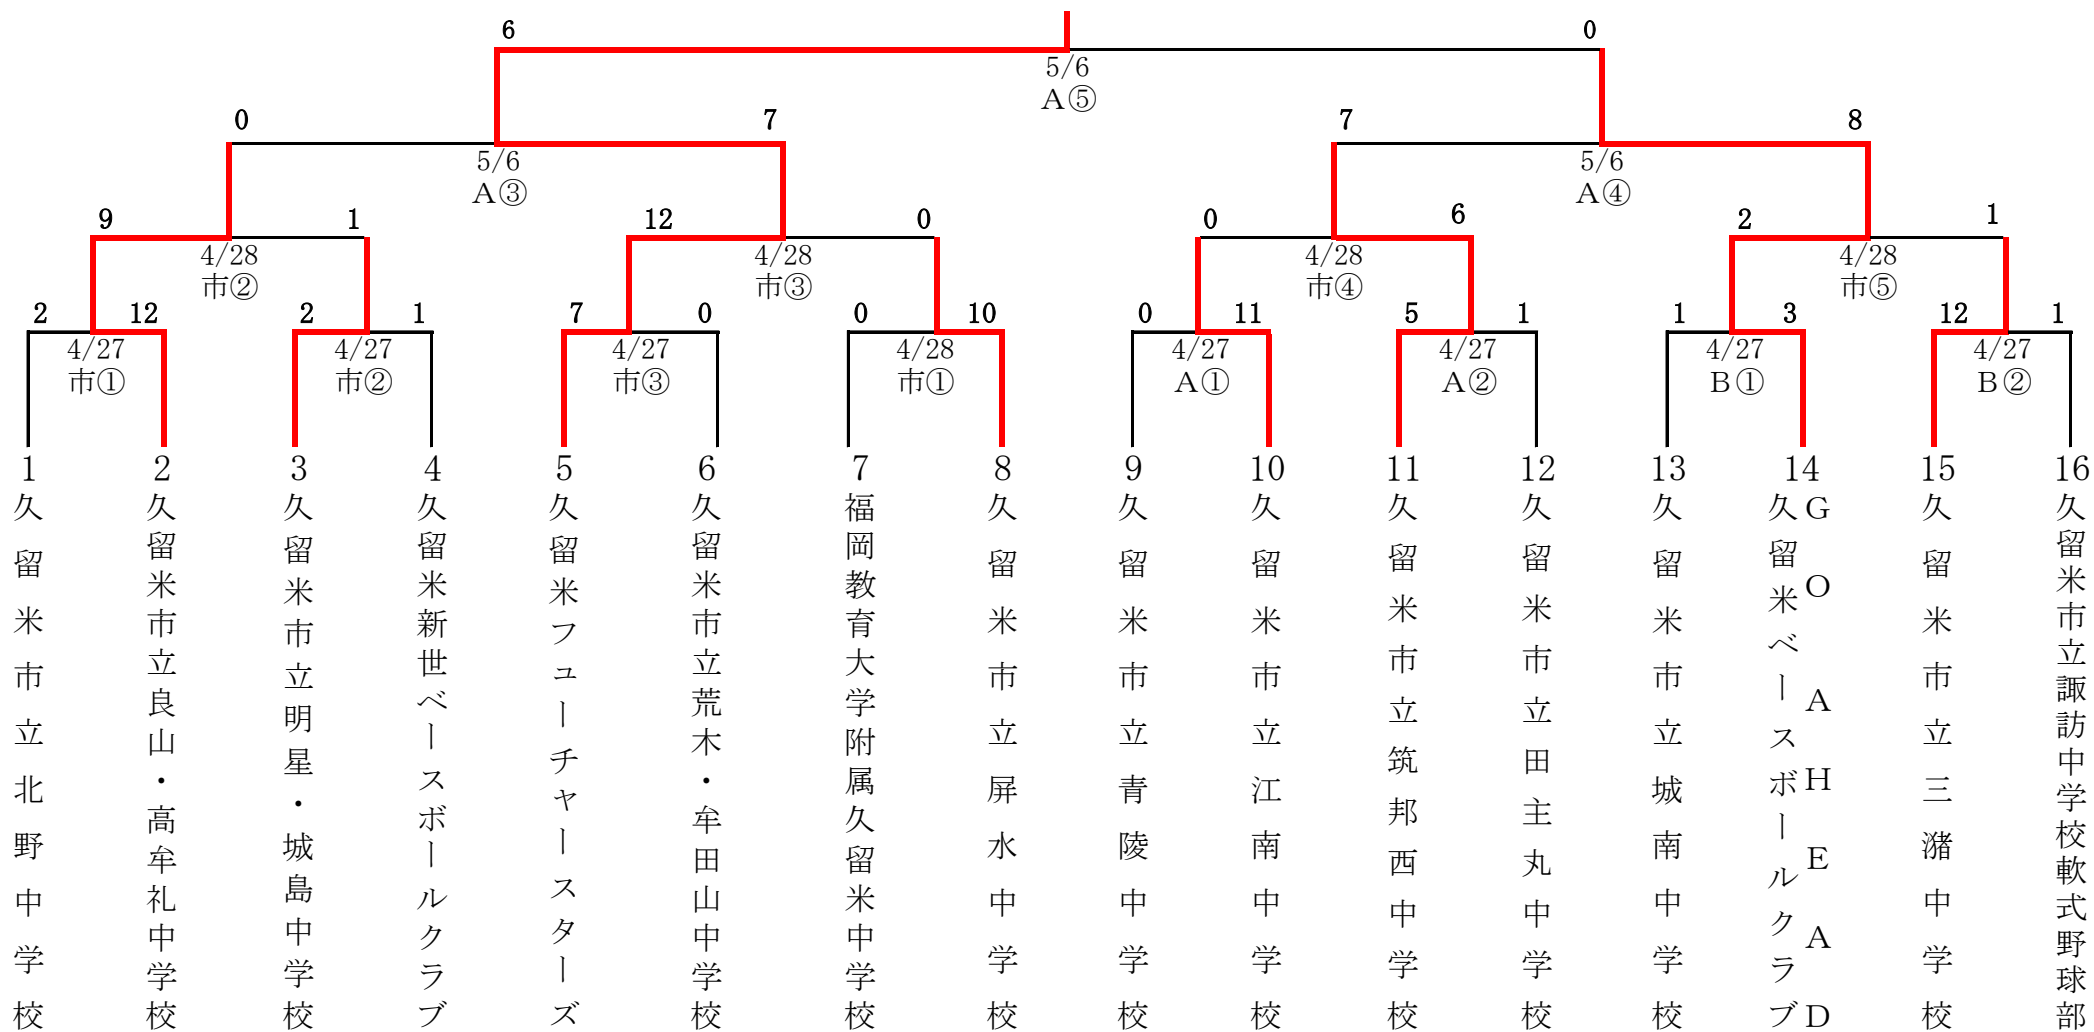 6 0
5/6
A⑤
0 7 7 8
5/6 5/6
A③ A④
9 1 12 0 0 6 2 1
4/28 4/28 4/28 4/28
市② 市③ 市④ 市⑤
2 12 2 1 7 0 0 10 0 11 5 1 1 3 12 1
4/27 4/27 4/27 4/28 4/27 4/27 4/27 4/27
市① 市② 市③ 市① A① A② B① B②
1 2 3 4 5 6 7 8 9 10 11 12 13 14 15 16
久留米市立北野中学校
久留米市立良山・高牟礼中学校
久留米市立明星・城島中学校
久留米新世ベースボールクラブ
久留米フューチャースターズ
久留米市立荒木・牟田山中学校
福岡教育大学附属久留米中学校
久留米市立屏水中学校
久留米市立青陵中学校
久留米市立江南中学校
久留米市立筑邦西中学校
久留米市立田主丸中学校
久留米市立城南中学校
久留米ベースボールクラブ
GO AHEAD
久留米市立三潴中学校
久留米市立諏訪中学校軟式野球部